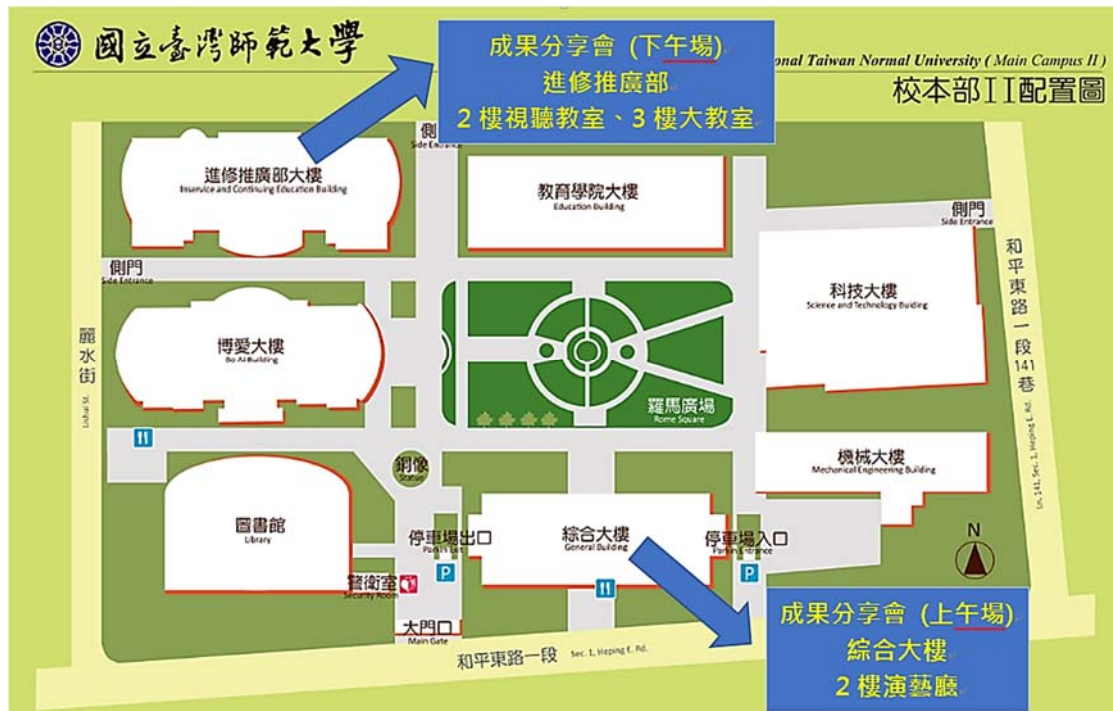 國立臺灣師範大學
成果分享會 (下午場)
進修推廣部
2 樓視聽教室、3 樓大教室
onal Taiwan Normal University ( Main Campus II )
校本部II配置圖
側
Side Entrance
進修推廣部大樓
Inservice and Continuing Education Building
教育學院大樓
Education Building
側門
Side Entrance
側門
Side Entrance
科技大樓
Science and Technology Buiding
和平東路一段141巷
Ln. 141, Sec. 1, Heping E. Rd.
麗水街
Lishui St.
博愛大樓
Bo-Ai Building
羅馬廣場
Rome Square
銅像
Statue
機械大樓
Mechanical Engineering Building
圖書館
Library
停車場出口
P
綜合大樓
General Building
停車場入口
P
N
警衛室
Security Room
大門口
Main Gate
和平東路一段 Sec. 1, Heping E. Rd.
成果分享會 (上午場)
綜合大樓
2 樓演藝廳